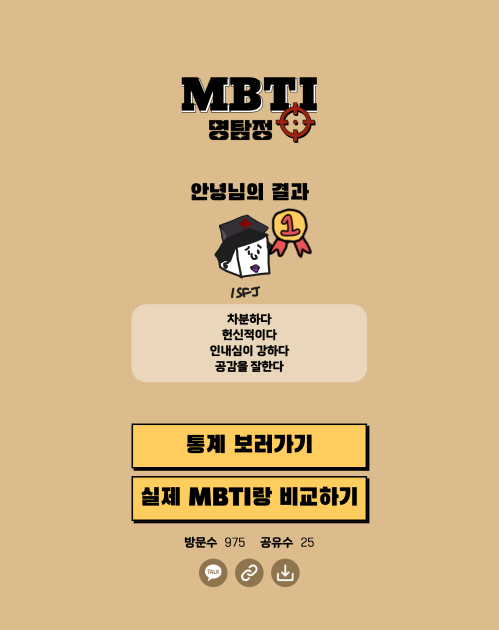 MBTI
명탐정
안녕님의 결과
1
ISFJ
차분하다
헌신적이다
인내심이 강하다
공감을 잘한다
통계 보러가기
실제 MBTI랑 비교하기
방문수 975 공유수 25
TALK